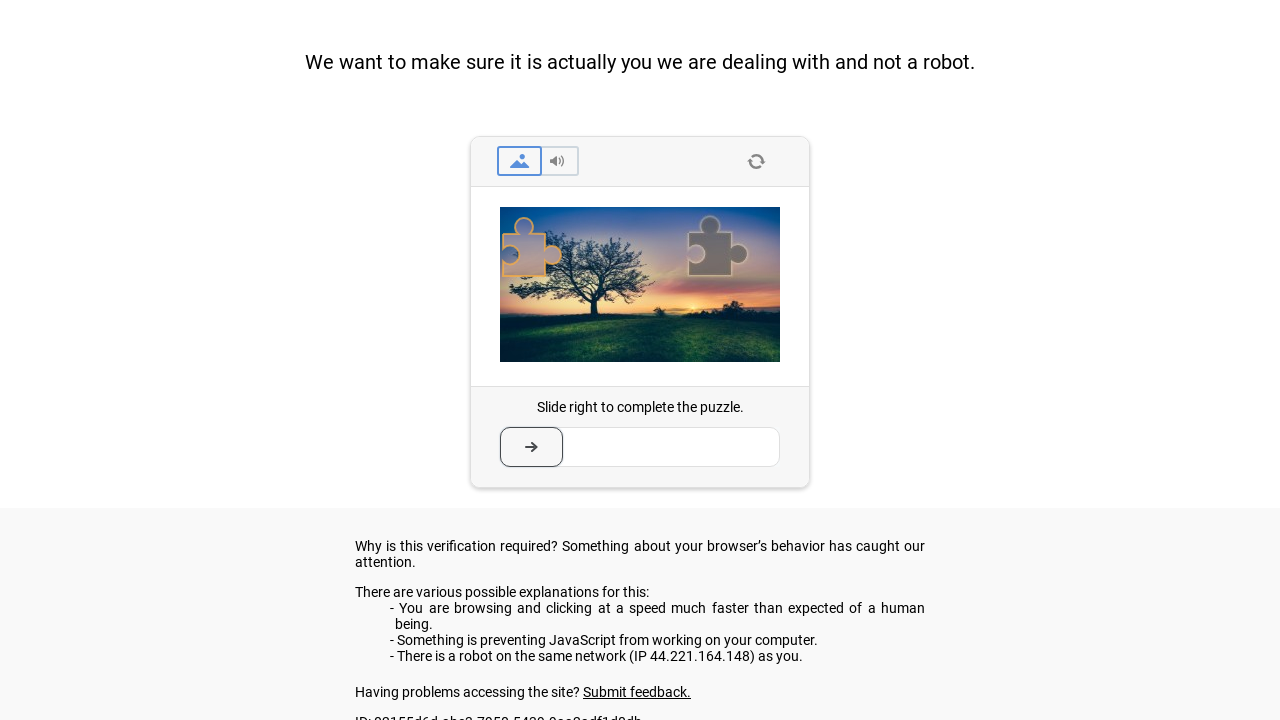 We want to make sure it is actually you we are dealing with and not a robot.
Slide right to complete the puzzle.
Why is this verification required? Something about your browser’s behavior has caught our
attention.
There are various possible explanations for this:
- You are browsing and clicking at a speed much faster than expected of a human
being.
- Something is preventing JavaScript from working on your computer.
- There is a robot on the same network (IP 44.221.164.148) as you.
Having problems accessing the site? Submit feedback.